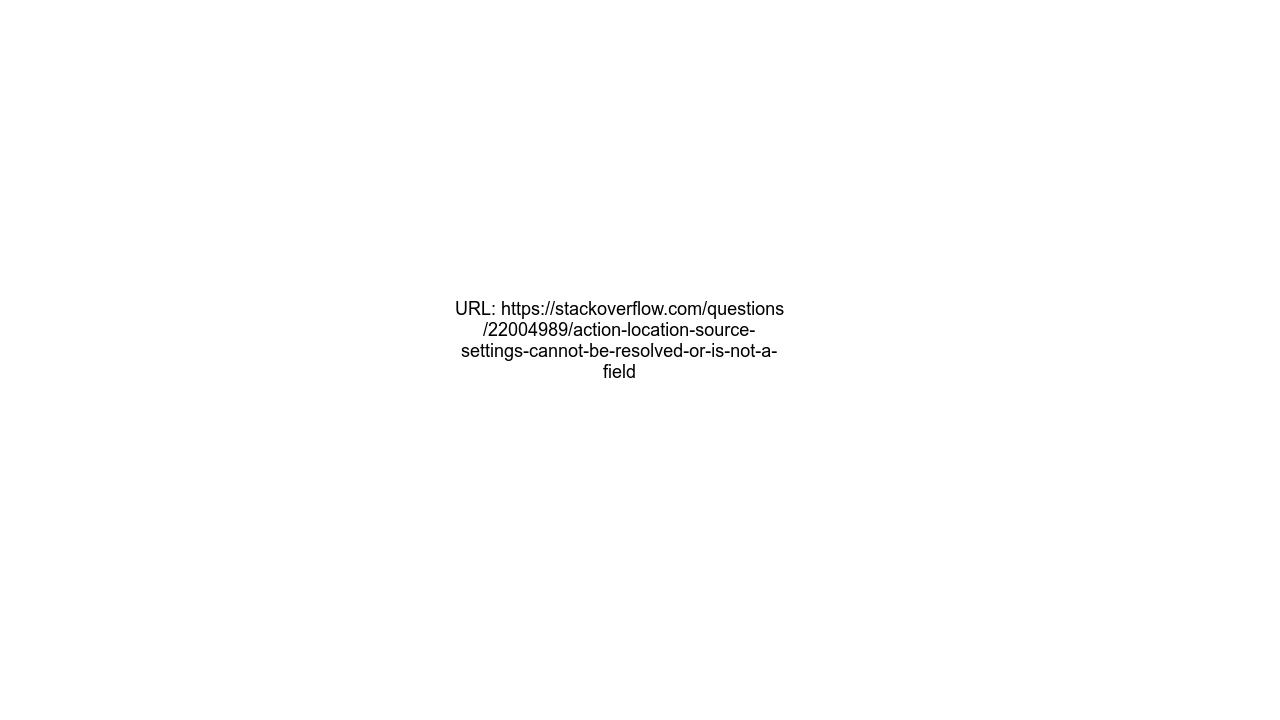 URL: https://stackoverflow.com/questions
/22004989/action-location-source-
settings-cannot-be-resolved-or-is-not-a-
field